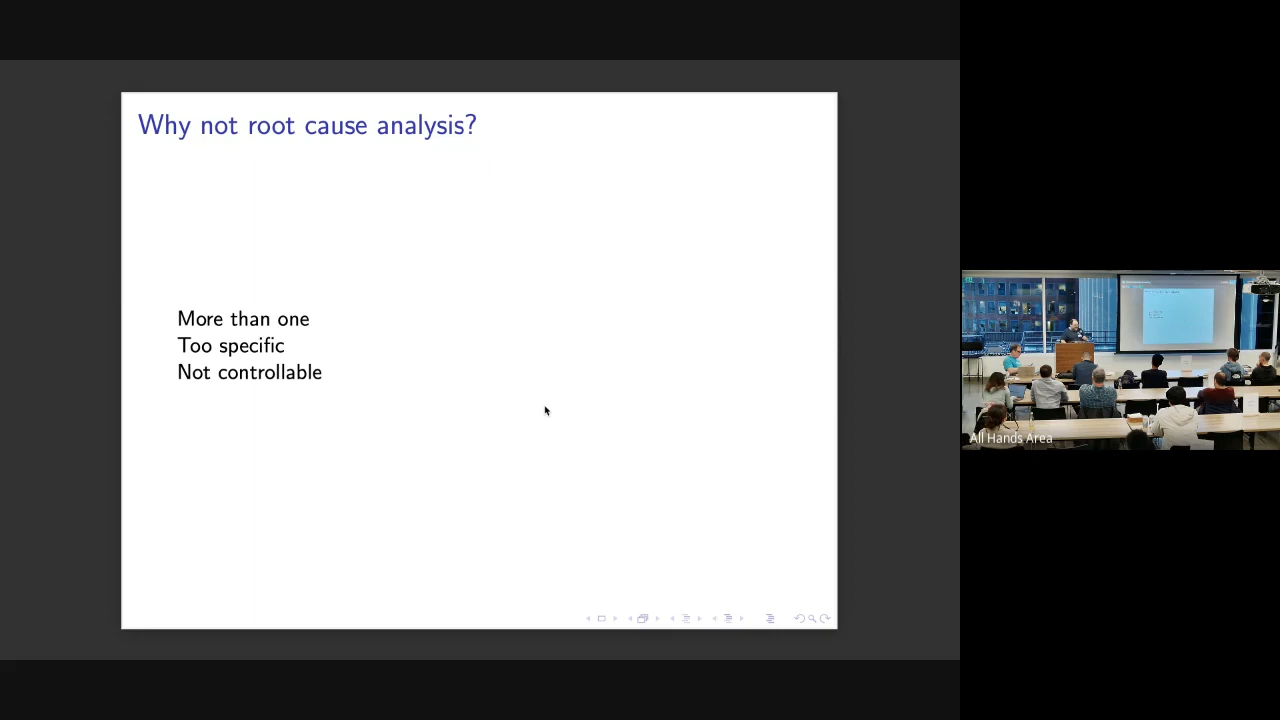 Why not root cause analysis?
More than one
Too specific
Not controllable
All Hands Area